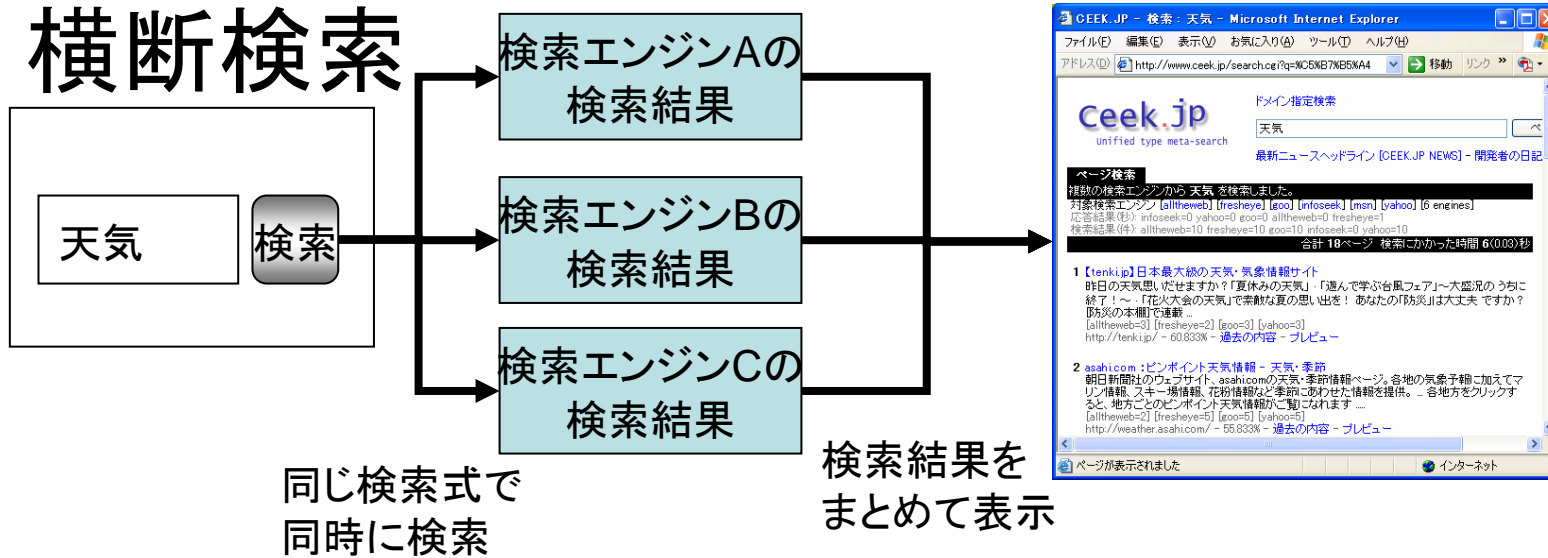 横断検索
天気
検索
検索エンジンAの
検索結果
検索エンジンBの
検索結果
検索エンジンCの
検索結果
同じ検索式で
同時に検索
検索結果を
まとめて表示
CEEK.JP - 検索 : 天気 - Microsoft Internet Explorer
ファイル(F) 編集(E) 表示(V) お気に入り(A) ツール(T) ヘルプ(H)
アドレス(D) http://www.ceek.jp/search.cgi?q=%C5%B7%B5%A4 移動 リンク »
Ceek.jp
Unified type meta-search
ドメイン指定検索
天気
ペ
最新ニュースヘッドライン [CEEK.JP NEWS] - 開発者の日記
ページ検索
複数の検索エンジンから 天気 を検索しました。
対象検索エンジン [alltheweb] [fresheye] [goo] [infoseek] [msn] [yahoo] [6 engines]
応答結果(秒): infoseek=0 yahoo=0 goo=0 alltheweb=0 fresheye=1
検索結果(件): alltheweb=10 fresheye=10 goo=10 infoseek=0 yahoo=10
合計 18ページ 検索にかかった時間 6(0.03)秒
1 【tenki.jp】日本最大級の天気・気象情報サイト
昨日の天気思いだせますか?「夏休みの天気」・「遊んで学ぶ台風フェア」～大盛況の うちに
終了!～・「花火大会の天気」で素敵な夏の思い出を! あなたの「防災」は大丈夫 ですか?
「防災の本棚」で連載 ...
[alltheweb=3] [fresheye=2] [goo=3] [yahoo=3]
http://tenki.jp/ - 60.833% - 過去の内容 - プレビュー
2 asahi.com : ピンポイント天気情報 - 天気・季節
朝日新聞社のウェブサイト、asahi.comの天気・季節情報ページ。各地の気象予報に加えてマ
リン情報、スキー場情報、花粉情報など季節にあわせた情報を提供。 ... 各地方をクリックす
ると、地方ごとのピンポイント天気情報がご覧になれます ....
[alltheweb=2] [fresheye=5] [goo=5] [yahoo=5]
http://weather.asahi.com/ - 55.833% - 過去の内容 - プレビュー
ページが表示されました
インターネット